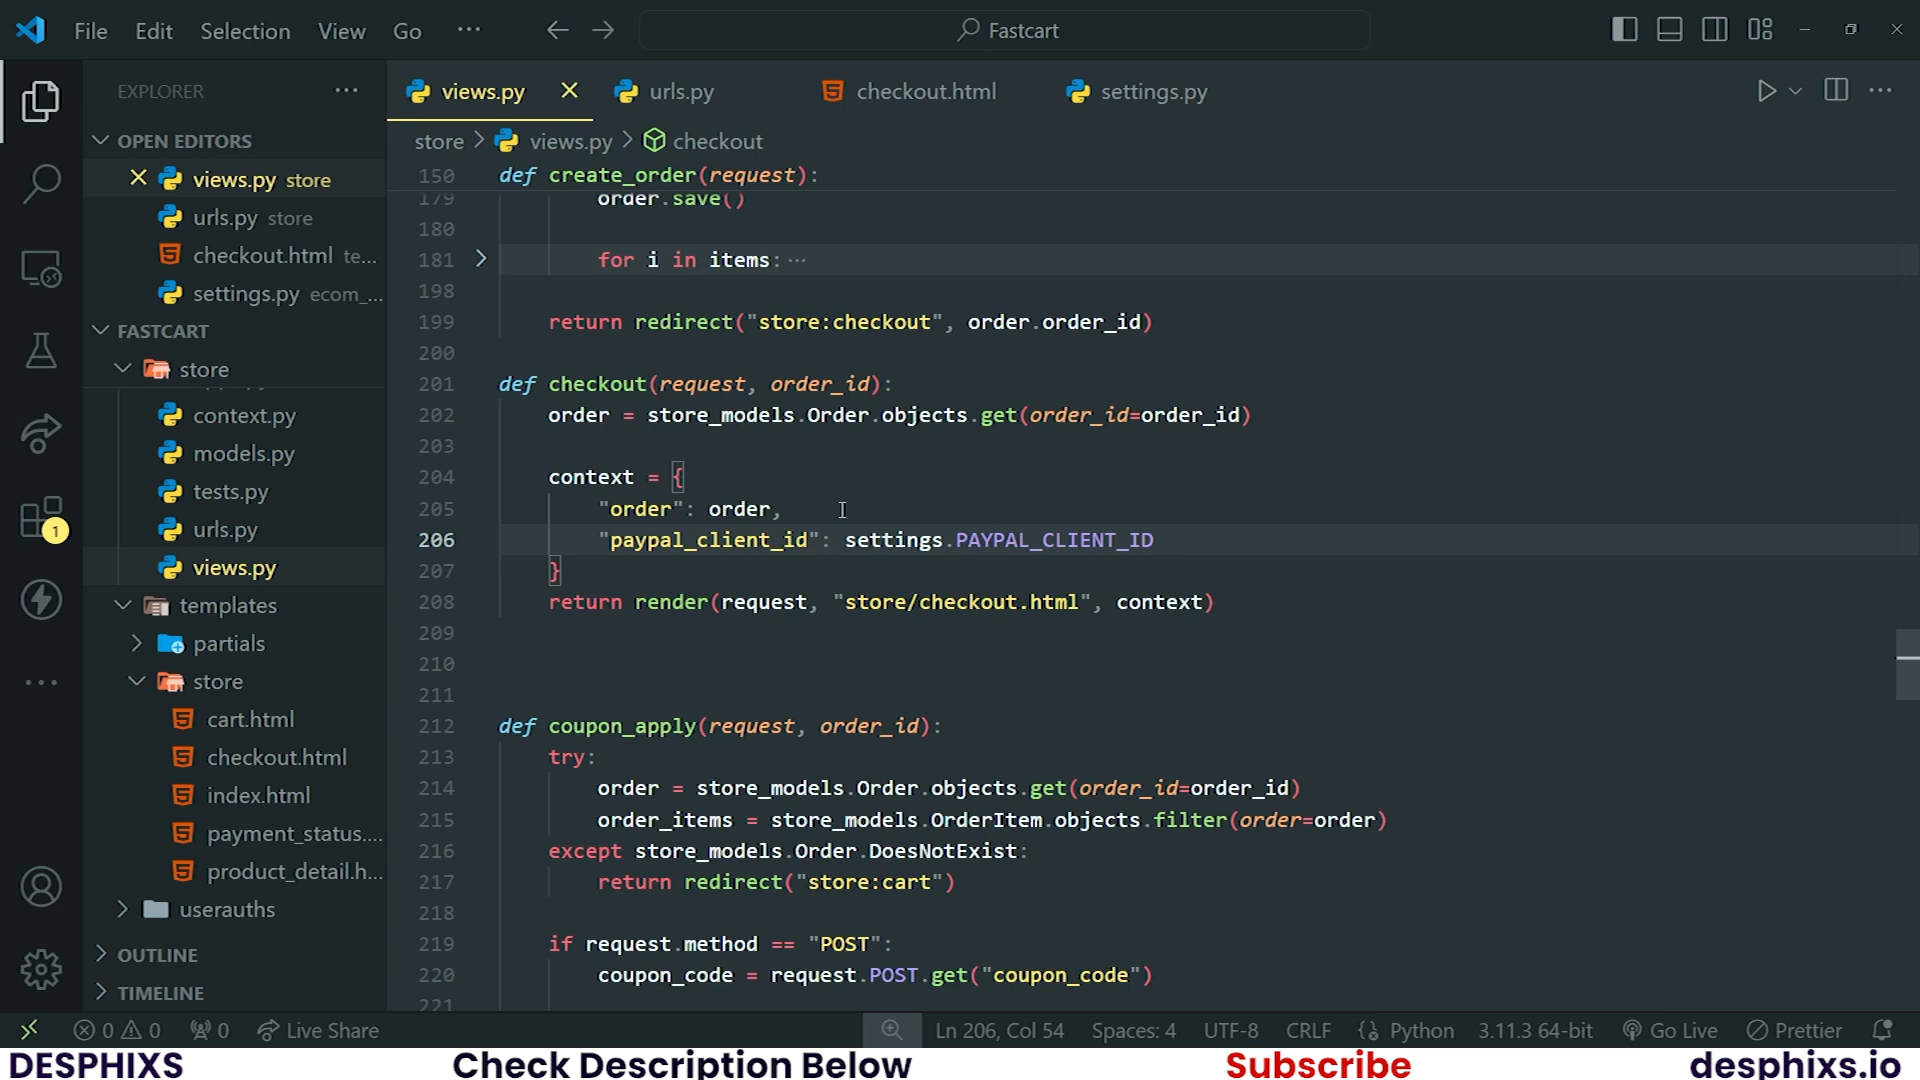 File Edit Selection View Go ··· Fastcart
EXPLORER ···
OPEN EDITORS
views.py store
urls.py store
checkout.html te...
settings.py ecom_...
FASTCART
store
context.py
models.py
tests.py
urls.py
views.py
templates
partials
store
cart.html
checkout.html
index.html
payment_status....
product_detail.h...
userauths
OUTLINE
TIMELINE
1
views.py urls.py checkout.html settings.py
store > views.py > checkout
150 def create_order(request):
179 order.save()
180
181 for i in items:···
198
199 return redirect("store:checkout", order.order_id)
200
201 def checkout(request, order_id):
202 order = store_models.Order.objects.get(order_id=order_id)
203
204 context = {
205 "order": order,
206 "paypal_client_id": settings.PAYPAL_CLIENT_ID
207 }
208 return render(request, "store/checkout.html", context)
209
210
211
212 def coupon_apply(request, order_id):
213 try:
214 order = store_models.Order.objects.get(order_id=order_id)
215 order_items = store_models.OrderItem.objects.filter(order=order)
216 except store_models.Order.DoesNotExist:
217 return redirect("store:cart")
218
219 if request.method == "POST":
220 coupon_code = request.POST.get("coupon_code")
221
0 0 0 Live Share Ln 206, Col 54 Spaces: 4 UTF-8 CRLF Python 3.11.3 64-bit Go Live Prettier
DESPHIXS Check Description Below Subscribe desphixs.io